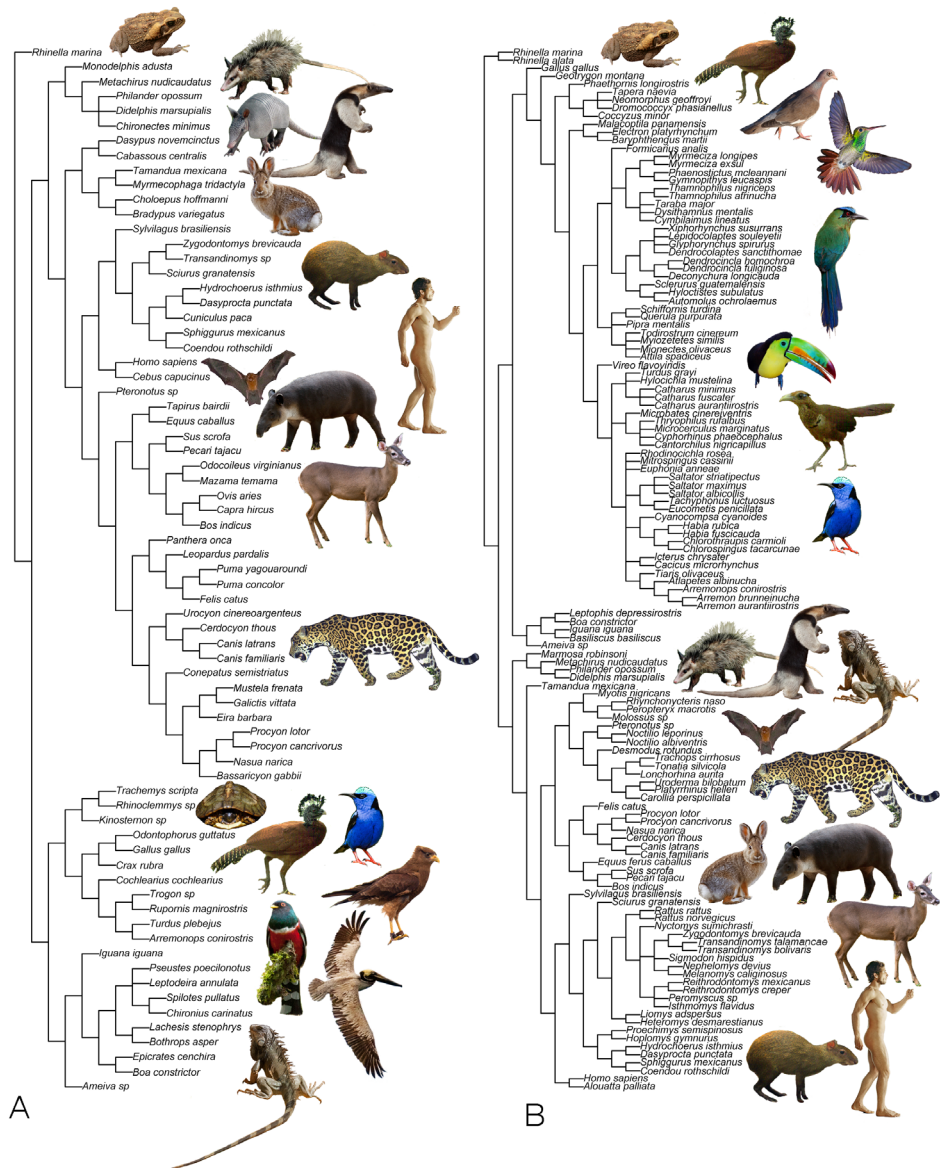 Rhinella marina
Monodelphis adusta
Metachirus nudicaudatus
Philander opossum
Didelphis marsupialis
Chironectes minimus
Dasypus novemcinctus
Cabassous centralis
Tamandua mexicana
Myrmecophaga tridactyla
Choloepus hoffmanni
Bradypus variegatus
Sylvilagus brasiliensis
Zygodontomys brevicauda
Transandinomys sp
Sciurus granatensis
Hydrochoerus isthmius
Dasyprocta punctata
Cuniculus paca
Sphiggurus mexicanus
Coendou rothschildi
Homo sapiens
Cebus capucinus
Pteronotus sp
Tapirus bairdii
Equus caballus
Sus scrofa
Pecari tajacu
Odocoileus virginianus
Mazama temama
Ovis aries
Capra hircus
Bos indicus
Panthera onca
Leopardus pardalis
Puma yagouaroundi
Puma concolor
Felis catus
Urocyon cinereoargenteus
Cerdocyon thous
Canis latrans
Canis familiaris
Conepatus semistriatus
Mustela frenata
Galictis vittata
Eira barbara
Procyon lotor
Procyon cancrivorus
Nasua narica
Bassaricyon gabbii
Trachemys scripta
Rhinoclemmys sp
Kinosternon sp
Odontophorus guttatus
Gallus gallus
Crax rubra
Cochlearius cochlearius
Trogon sp
Rupornis magnirostris
Turdus plebejus
Arremonops conirostris
Iguana iguana
Pseustes poecilonotus
Leptodeira annulata
Spilotes pullatus
Chironius carinatus
Lachesis stenophrys
Bothrops asper
Epicrates cenchira
Boa constrictor
Ameiva sp
A
Rhinella marina
Rhinella alata
Gallus gallus
Geotrygon montana
Phaethornis longirostris
Tapera naevia
Neomorphus geoffroyi
Dromococcyx phasianellus
Coccyzus minor
Malacoptila panamensis
Electron platyrhynchum
Baryphthengus martii
Formicarius analis
Myrmeciza longipes
Myrmeciza exsul
Phaenostictus mcleannani
Gymnopithys leucaspis
Thamnophilus nigriceps
Thamnophilus atrinucha
Taraba major
Dysithamnus mentalis
Cymbilaimus lineatus
Xiphorhynchus susurrans
Lepidocolaptes souleyetii
Glyphorynchus spirurus
Dendrocolaptes sanctithomae
Dendrocincla homochroa
Dendrocincla fuliginosa
Deconychura longicauda
Sclerurus guatemalensis
Hyloctistes subulatus
Automolus ochrolaemus
Schiffornis turdina
Querula purpurata
Pipra mentalis
Todirostrum cinereum
Myiozetetes similis
Mionectes olivaceus
Attila spadiceus
Vireo flavoviridis
Turdus grayi
Hylocichla mustelina
Catharus minimus
Catharus fuscater
Catharus aurantiirostris
Microbates cinereiventris
Thryophilus rufalbus
Microcerculus marginatus
Cyphorhinus phaeocephalus
Cantorchilus nigricapillus
Rhodinocichla rosea
Mitrospingus cassinii
Euphonia anneae
Saltator striatipectus
Saltator maximus
Saltator albicollis
Tachyphonus luctuosus
Eucometis penicillata
Cyanocompsa cyanoides
Habia rubica
Habia fuscicauda
Chlorothraupis carmioli
Chlorospingus tacarcunae
Icterus chrysater
Cacicus microrhynchus
Tiaris olivaceus
Atlapetes albinucha
Arremonops conirostris
Arremon brunneinucha
Arremon aurantiirostris
Leptophis depressirostris
Boa constrictor
Iguana iguana
Basiliscus basiliscus
Ameiva sp
Marmosa robinsoni
Metachirus nudicaudatus
Philander opossum
Didelphis marsupialis
Tamandua mexicana
Myotis nigricans
Rhynchonycteris naso
Peropteryx macrotis
Molossus sp
Pteronotus sp
Noctilio leporinus
Noctilio albiventris
Desmodus rotundus
Trachops cirrhosus
Tonatia silvicola
Lonchorhina aurita
Uroderma bilobatum
Platyrrhinus helleri
Carollia perspicillata
Felis catus
Procyon lotor
Procyon cancrivorus
Nasua narica
Cerdocyon thous
Canis latrans
Canis familiaris
Equus ferus caballus
Sus scrofa
Pecari tajacu
Bos indicus
Sylvilagus brasiliensis
Sciurus granatensis
Rattus rattus
Rattus norvegicus
Nyctomys sumichrasti
Zygodontomys brevicauda
Transandinomys talamancae
Transandinomys bolivaris
Sigmodon hispidus
Nephelomys devius
Melanomys caliginosus
Reithrodontomys mexicanus
Reithrodontomys creper
Peromyscus sp
Isthmomys flavidus
Liomys adspersus
Heteromys desmarestianus
Proechimys semispinosus
Hoplomys gymnurus
Hydrochoerus isthmius
Dasyprocta punctata
Sphiggurus mexicanus
Coendou rothschildi
Homo sapiens
Alouatta palliata
B